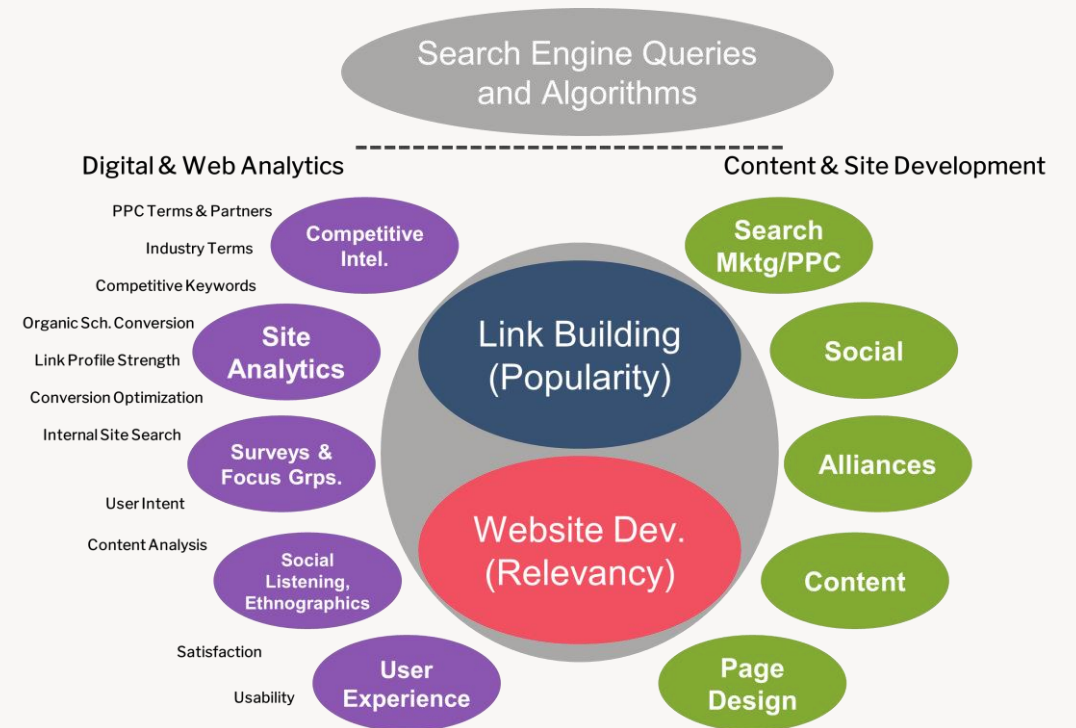 Search Engine Queries
and Algorithms
Digital & Web Analytics
Content & Site Development
PPC Terms & Partners
Industry Terms
Competitive Keywords
Organic Sch. Conversion
Link Profile Strength
Conversion Optimization
Internal Site Search
User Intent
Content Analysis
Satisfaction
Usability
Competitive
Intel.
Site
Analytics
Surveys &
Focus Grps.
Social
Listening,
Ethnographics
User
Experience
Link Building
(Popularity)
Website Dev.
(Relevancy)
Search
Mktg/PPC
Social
Alliances
Content
Page
Design